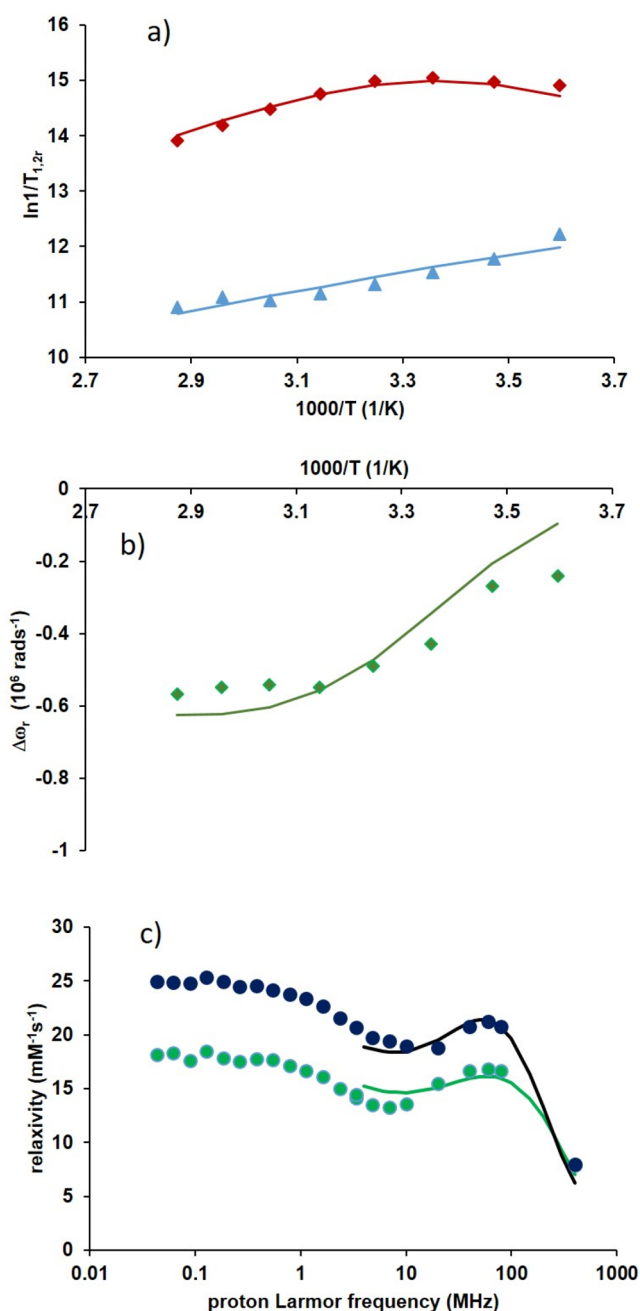 a)
ln1/T1,2r
15
14
13
12
11
10
2.7 2.9 3.1 3.3 3.5 3.7
1000/T (1/K)
1000/T (1/K)
0
2.7 2.9 3.1 3.3 3.5 3.7
b)
-0.2
-0.4
-0.6
-0.8
-1
Δωr (10⁶ rads⁻¹)
c)
30
25
20
15
10
5
0
relaxivity (mM⁻¹s⁻¹)
0.01 0.1 1 10 100 1000
proton Larmor frequency (MHz)